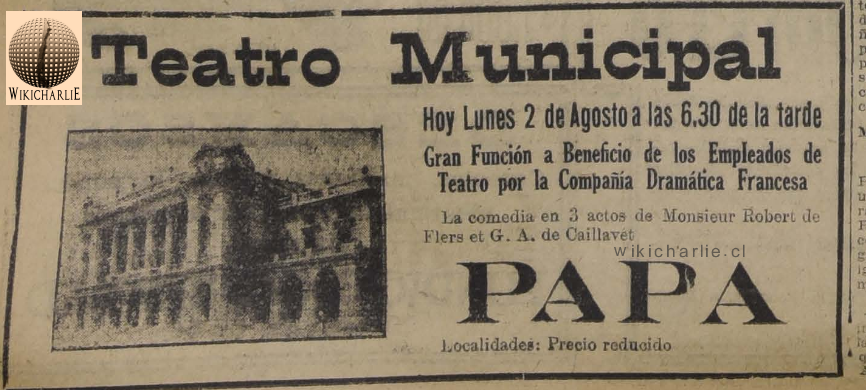 WIKICHARLIE
Teatro Municipal
Hoy Lunes 2 de Agosto a las 6.30 de la tarde
Gran Función a Beneficio de los Empleados de
Teatro por la Compañía Dramática Francesa
La comedia en 3 actos de Monsieur Robert de
Flers et G. A. de Caillavet
wikicharlie.cl
PAPA
Localidades: Precio reducido